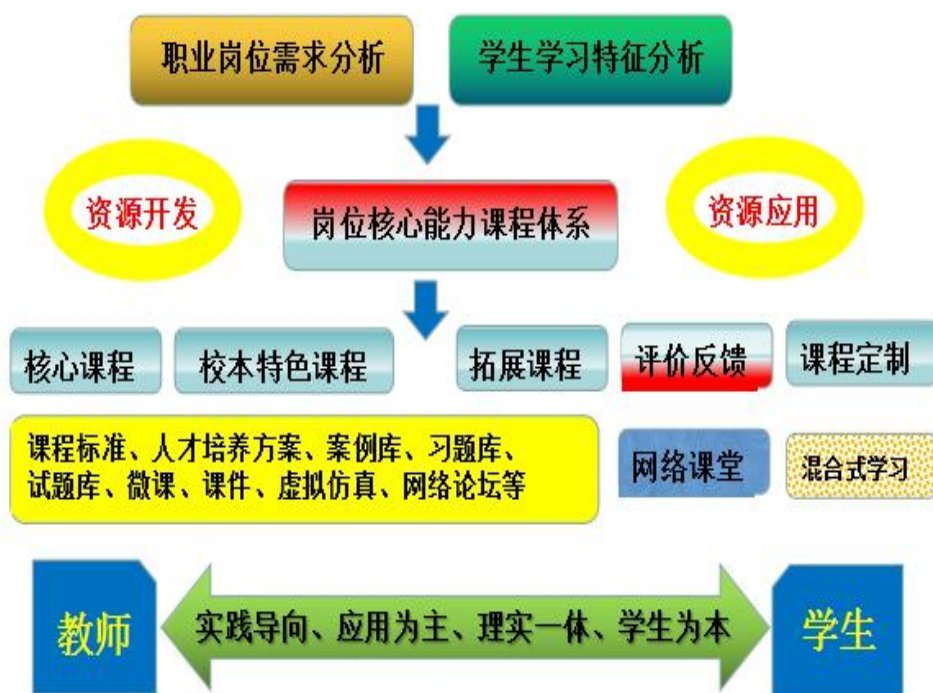 职业岗位需求分析
学生学习特征分析
资源开发
岗位核心能力课程体系
资源应用
核心课程
校本特色课程
拓展课程
评价反馈
课程定制
课程标准、人才培养方案、案例库、习题库、
试题库、微课、课件、虚拟仿真、网络论坛等
网络课堂
混合式学习
教师
实践导向、应用为主、理实一体、学生为本
学生